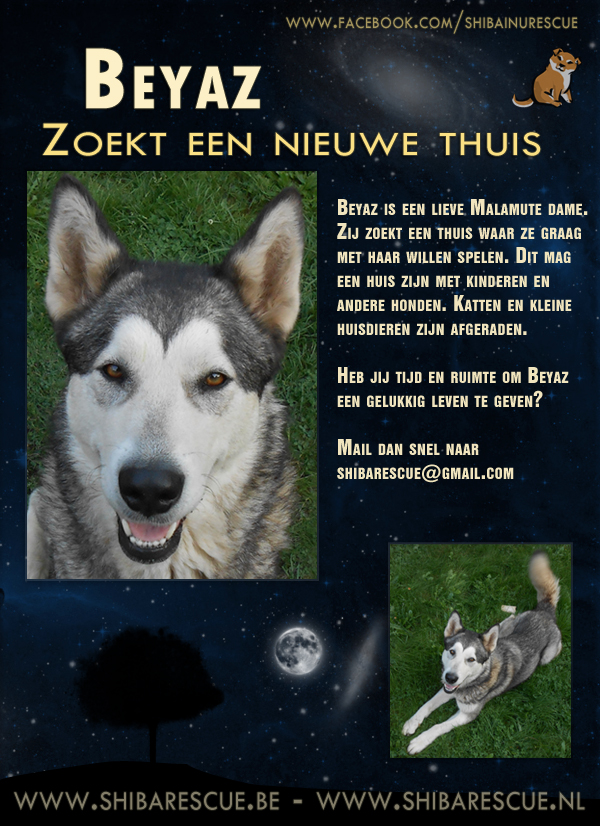 www.facebook.com/shibainurescue
Beyaz
Zoekt een nieuwe thuis
Beyaz is een lieve Malamute dame.
Zij zoekt een thuis waar ze graag
met haar willen spelen. Dit mag
een huis zijn met kinderen en
andere honden. Katten en kleine
huisdieren zijn afgeraden.
Heb jij tijd en ruimte om Beyaz
een gelukkig leven te geven?
Mail dan snel naar
shibarescue@gmail.com
www.shibarescue.be - www.shibarescue.nl